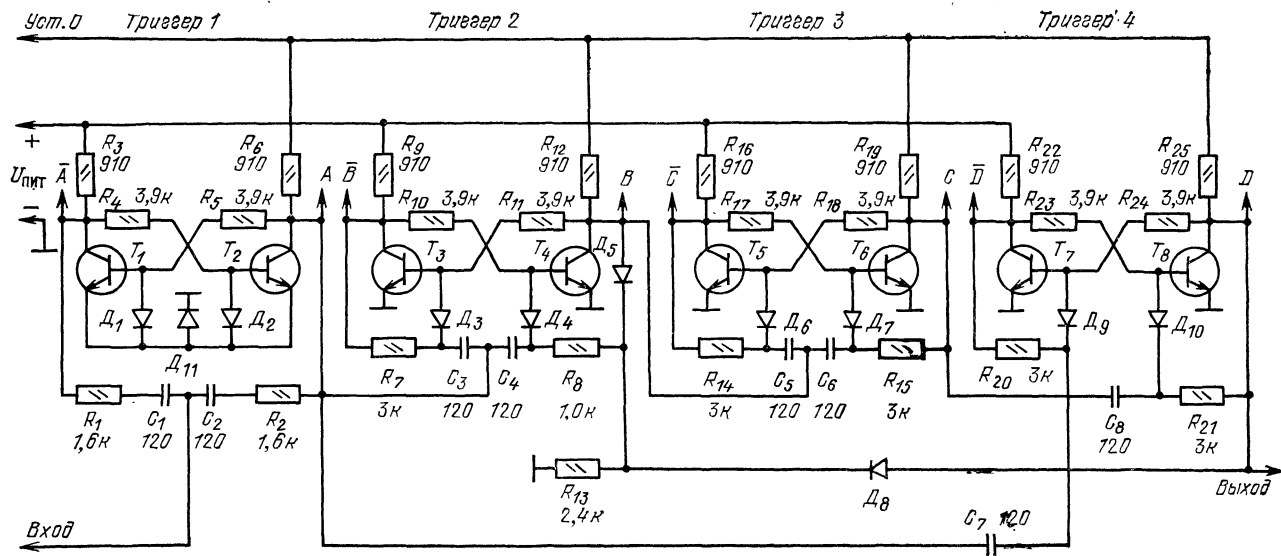 Уст.0 Триггер 1 Триггер 2 Триггер 3 Триггер 4
+
Uпит
–
R3 910
R6 910
R9 910
R12 910
R16 910
R19 910
R22 910
R25 910
A̅ A B̅ B C̅ C D̅ D
R4 3,9к R5 3,9к
R10 3,9к R11 3,9к
R17 3,9к R18 3,9к
R23 3,9к R24 3,9к
T1 T2 T3 T4 Д5 T5 T6 T7 T8
Д1 Д11 Д2 Д3 Д4 Д6 Д7 Д9 Д10
R7 3к
C3 120
C4 120
R8 1,0к
R14 3к
C5 120
C6 120
R15 3к
R20 3к
R1 1,6к
C1 120
C2 120
R2 1,6к
C8 120
R21 3к
R13 2,4к
Д8
Выход
Вход
C7 120